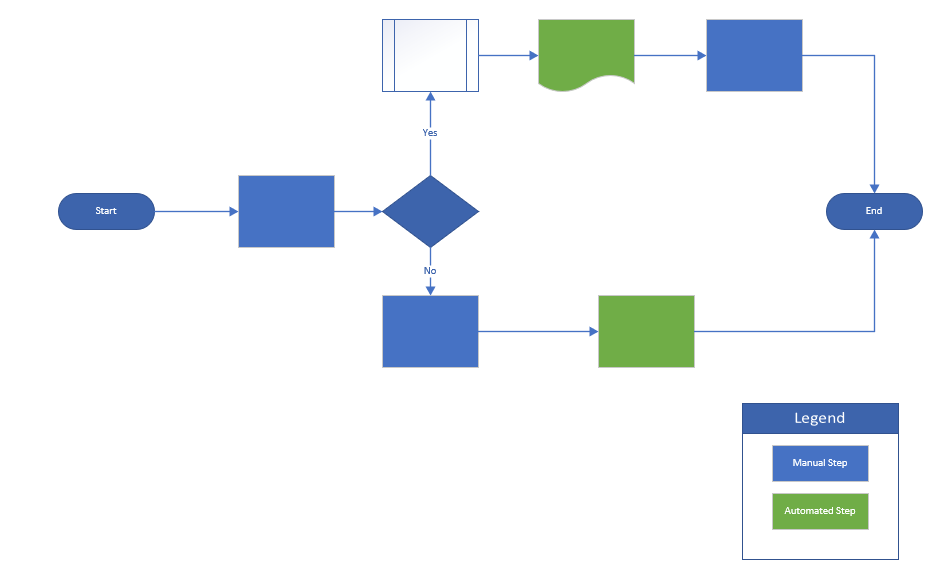 Yes
Start
End
No
Legend
Manual Step
Automated Step